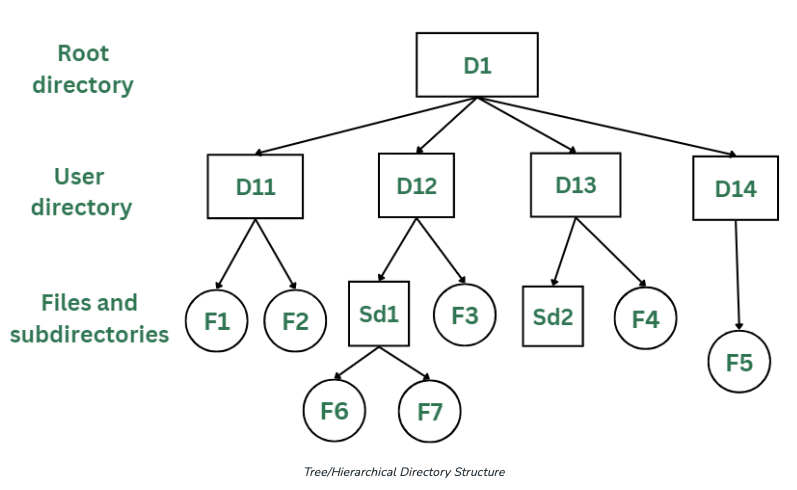 Root
directory
D1
User
directory
D11
D12
D13
D14
Files and
subdirectories
F1
F2
Sd1
F3
Sd2
F4
F5
F6
F7
Tree/Hierarchical Directory Structure